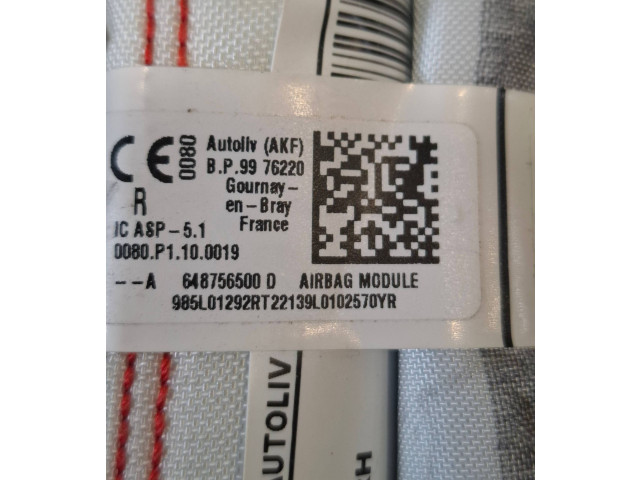 CE 0080
Autoliv (AKF)
B.P.99 76220
Gournay-
en-Bray
France
R
IC ASP-5.1
0080.P1.10.0019
--A 648756500 D AIRBAG MODULE
985L01292RT22139L0102570YR
AUTOLIV